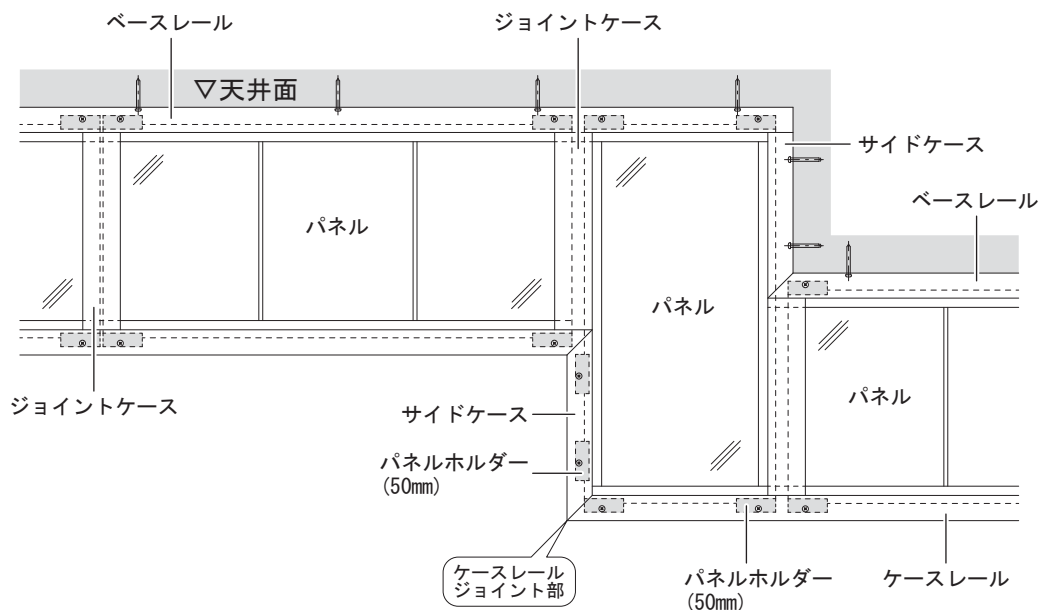 ベースレール
ジョイントケース
▽天井面
サイドケース
ベースレール
パネル
パネル
パネル
ジョイントケース
サイドケース
パネルホルダー
(50mm)
ケースレール
ジョイント部
パネルホルダー
(50mm)
ケースレール